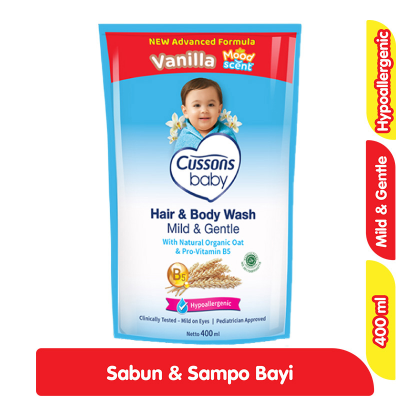 NEW Advanced Formula
Vanilla
Mood
scent
Cussons
baby
Hair & Body Wash
Mild & Gentle
With Natural Organic Oat
& Pro-Vitamin B5
B5
Hypoallergenic
Clinically Tested – Mild on Eyes | Pediatrician Approved
Netto 400 ml
Hypoallergenic
Mild & Gentle
400 ml
Sabun & Sampo Bayi